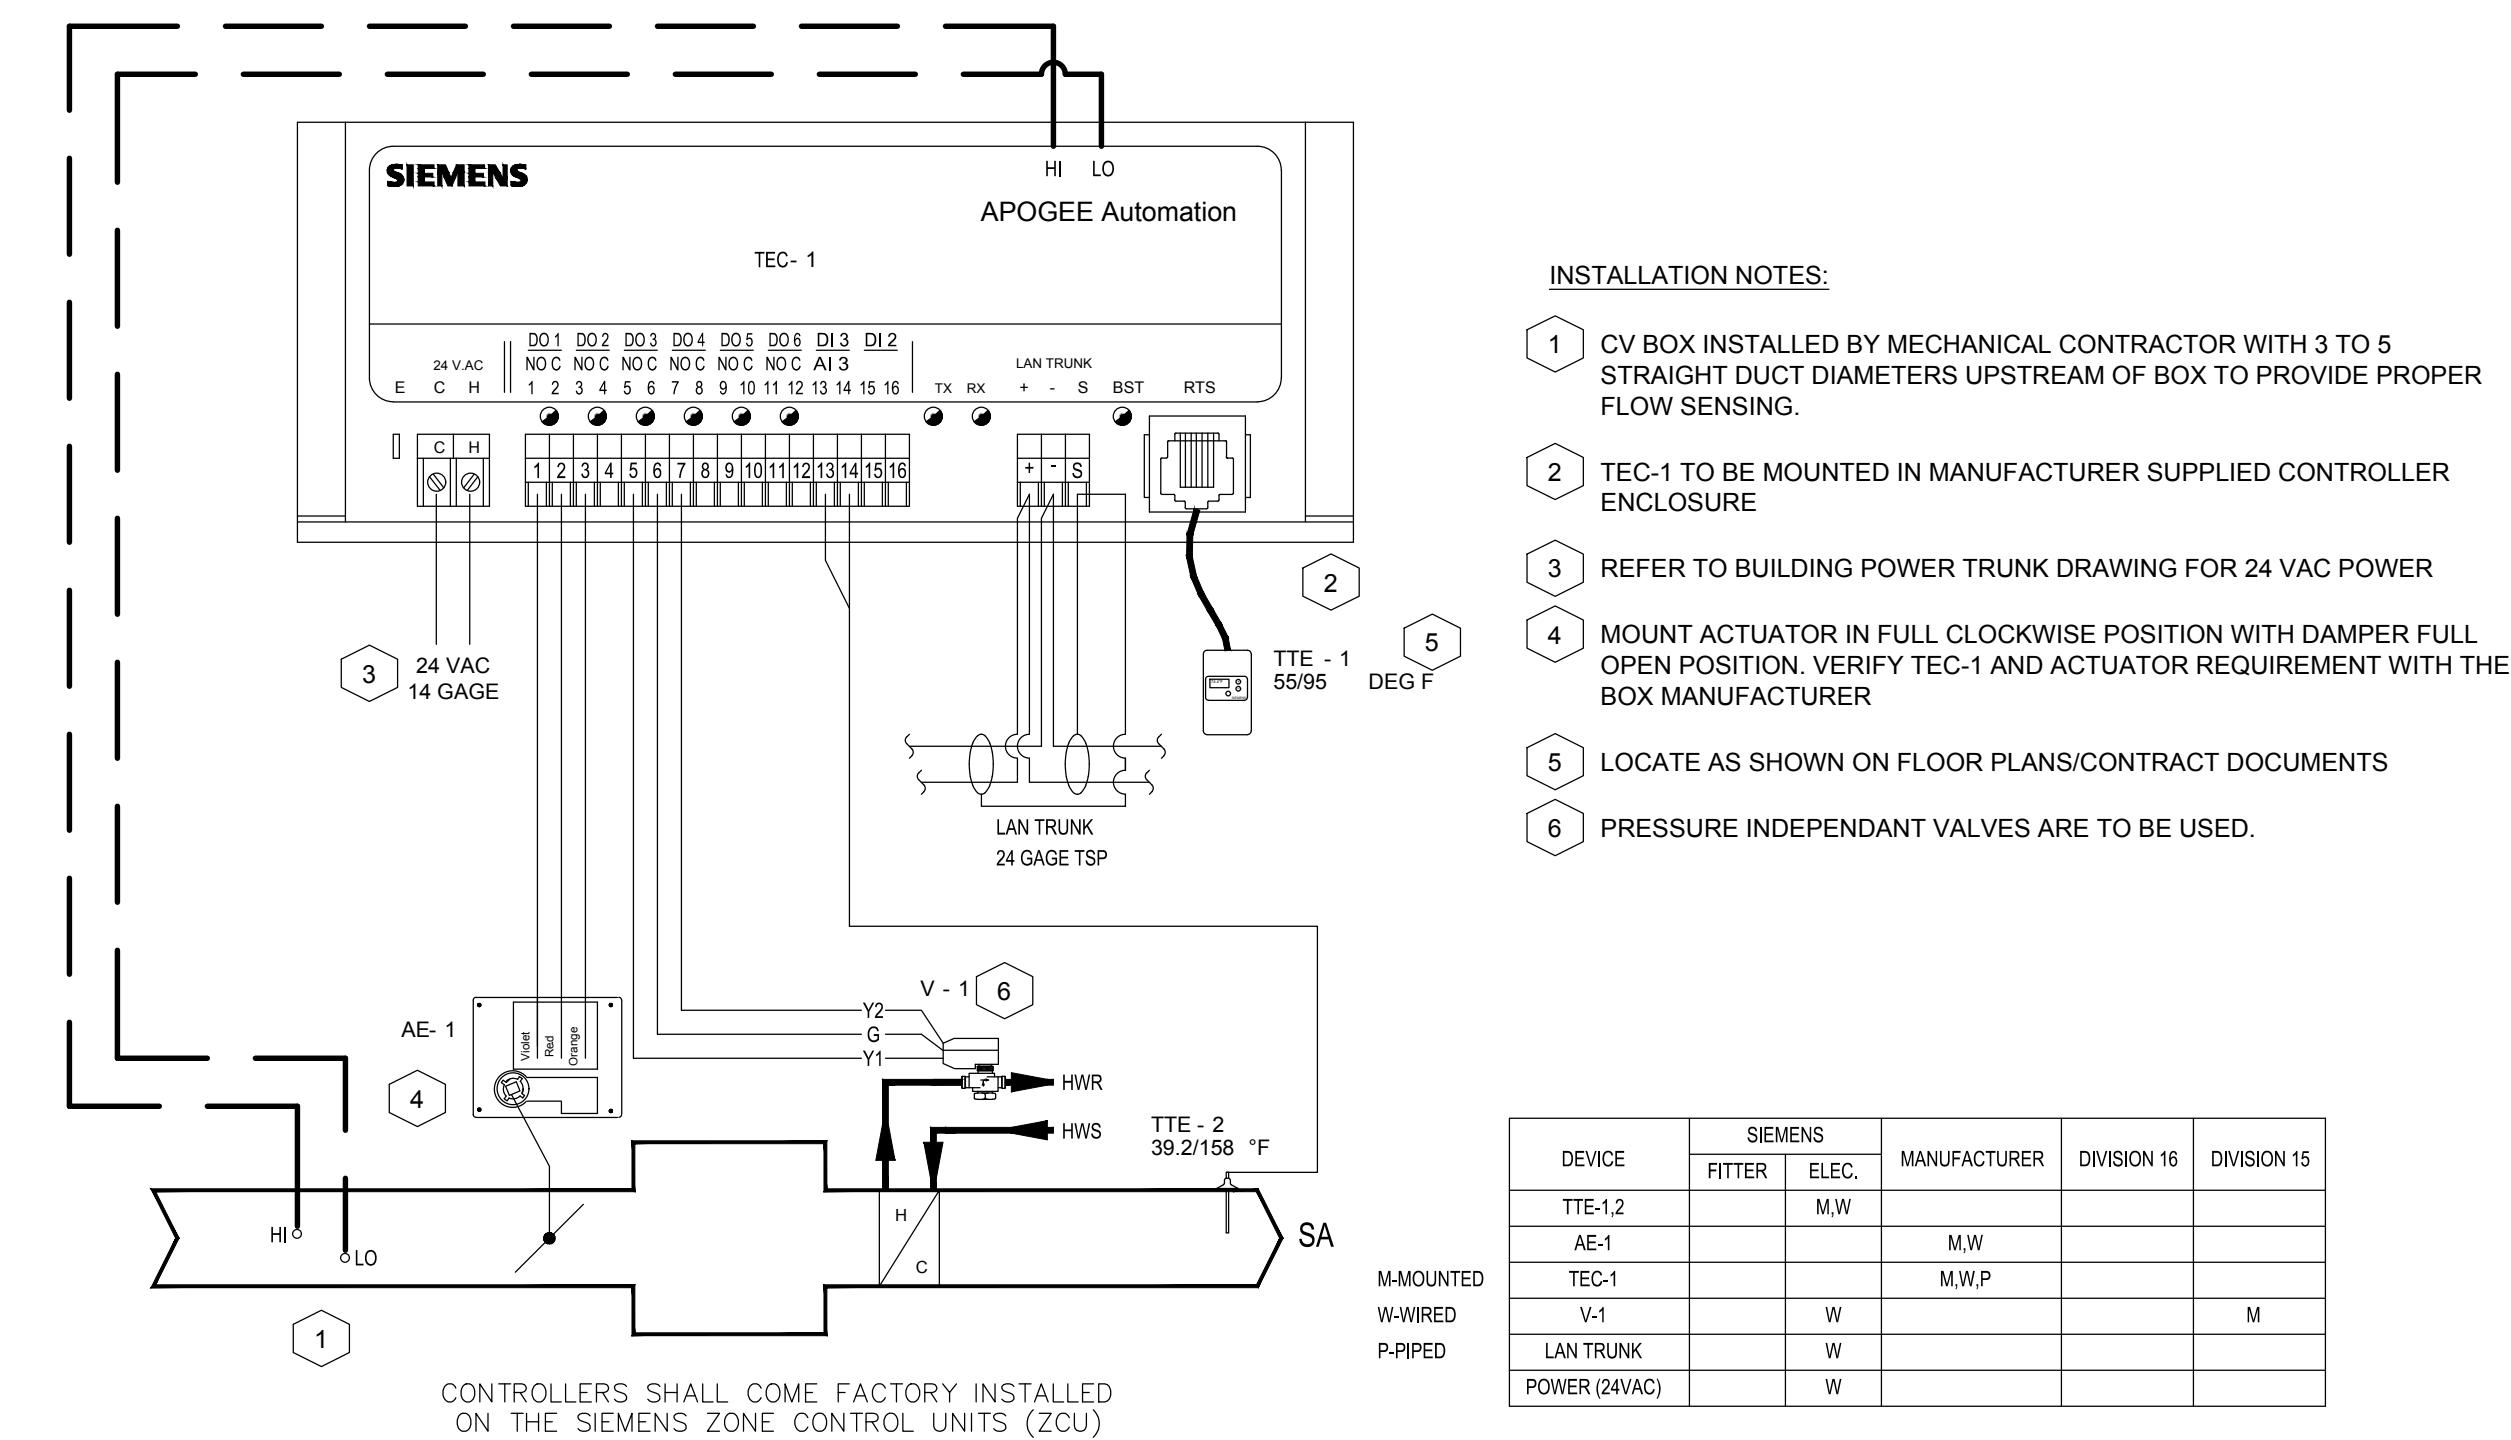 HI LO
SIEMENS
APOGEE Automation
TEC- 1
DO 1 DO 2 DO 3 DO 4 DO 5 DO 6 DI 3 DI 2
24 V.AC NO C NO C NO C NO C NO C NO C AI 3 LAN TRUNK
E C H 1 2 3 4 5 6 7 8 9 10 11 12 13 14 15 16 TX RX + - S BST RTS
C H
1 2 3 4 5 6 7 8 9 10 11 12 13 14 15 16 + - S
2
3
24 VAC
14 GAGE
TTE - 1
55/95 DEG F
5
LAN TRUNK
24 GAGE TSP
V - 1
6
AE- 1
Violet
Red
Orange
4
Y2
G
Y1
HWR
HWS
TTE - 2
39.2/158 °F
HI
LO
H
C
SA
1
CONTROLLERS SHALL COME FACTORY INSTALLED
ON THE SIEMENS ZONE CONTROL UNITS (ZCU)
INSTALLATION NOTES:
1 CV BOX INSTALLED BY MECHANICAL CONTRACTOR WITH 3 TO 5
STRAIGHT DUCT DIAMETERS UPSTREAM OF BOX TO PROVIDE PROPER
FLOW SENSING.
2 TEC-1 TO BE MOUNTED IN MANUFACTURER SUPPLIED CONTROLLER
ENCLOSURE
3 REFER TO BUILDING POWER TRUNK DRAWING FOR 24 VAC POWER
4 MOUNT ACTUATOR IN FULL CLOCKWISE POSITION WITH DAMPER FULL
OPEN POSITION. VERIFY TEC-1 AND ACTUATOR REQUIREMENT WITH THE
BOX MANUFACTURER
5 LOCATE AS SHOWN ON FLOOR PLANS/CONTRACT DOCUMENTS
6 PRESSURE INDEPENDANT VALVES ARE TO BE USED.
DEVICE SIEMENS MANUFACTURER DIVISION 16 DIVISION 15
FITTER ELEC.
TTE-1,2 M,W
AE-1 M,W
TEC-1 M,W,P
V-1 W M
LAN TRUNK W
POWER (24VAC) W
M-MOUNTED
W-WIRED
P-PIPED